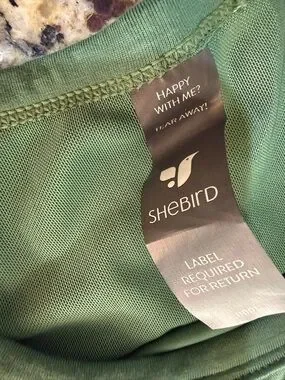 HAPPY
WITH ME?
TEAR AWAY!
SHEBIRD
LABEL
REQUIRED
FOR RETURN